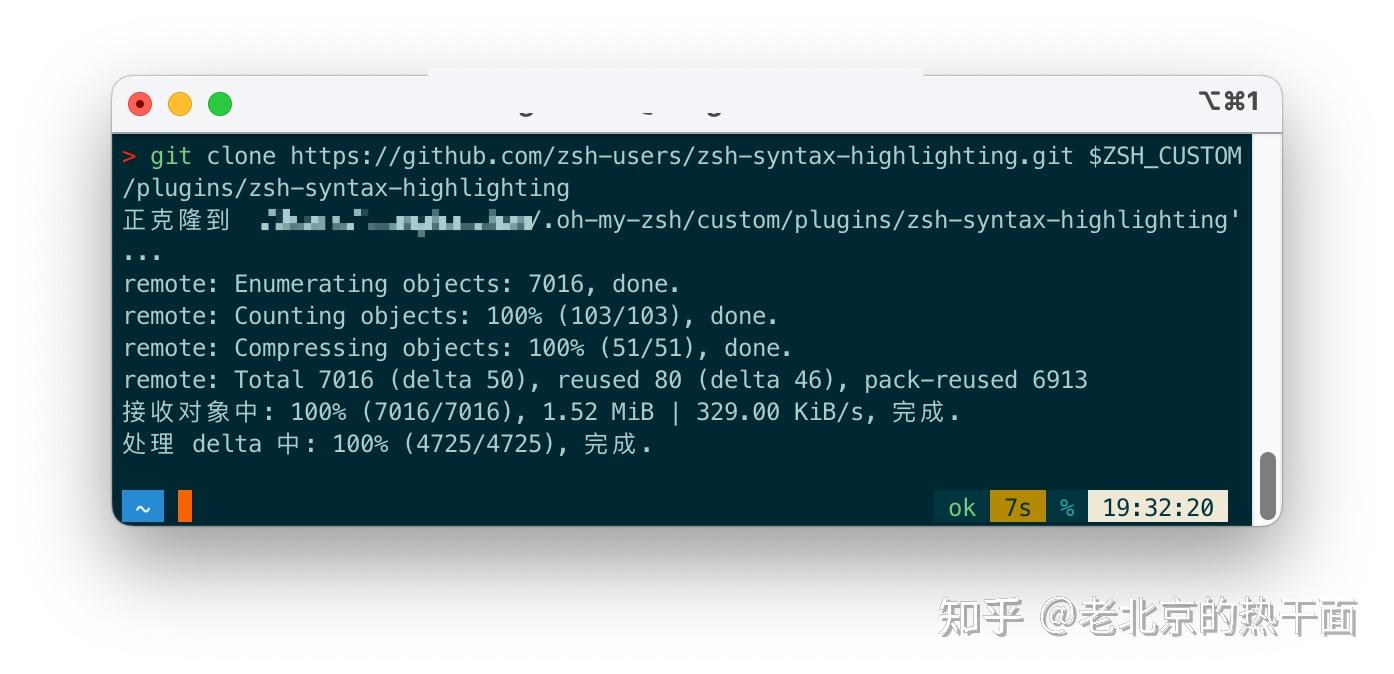 ⌥⌘1
> git clone https://github.com/zsh-users/zsh-syntax-highlighting.git $ZSH_CUSTOM
/plugins/zsh-syntax-highlighting
正克隆到 /.oh-my-zsh/custom/plugins/zsh-syntax-highlighting'
...
remote: Enumerating objects: 7016, done.
remote: Counting objects: 100% (103/103), done.
remote: Compressing objects: 100% (51/51), done.
remote: Total 7016 (delta 50), reused 80 (delta 46), pack-reused 6913
接收对象中: 100% (7016/7016), 1.52 MiB | 329.00 KiB/s, 完成.
处理 delta 中: 100% (4725/4725), 完成.
~ ok 7s % 19:32:20
知乎 @老北京的热干面